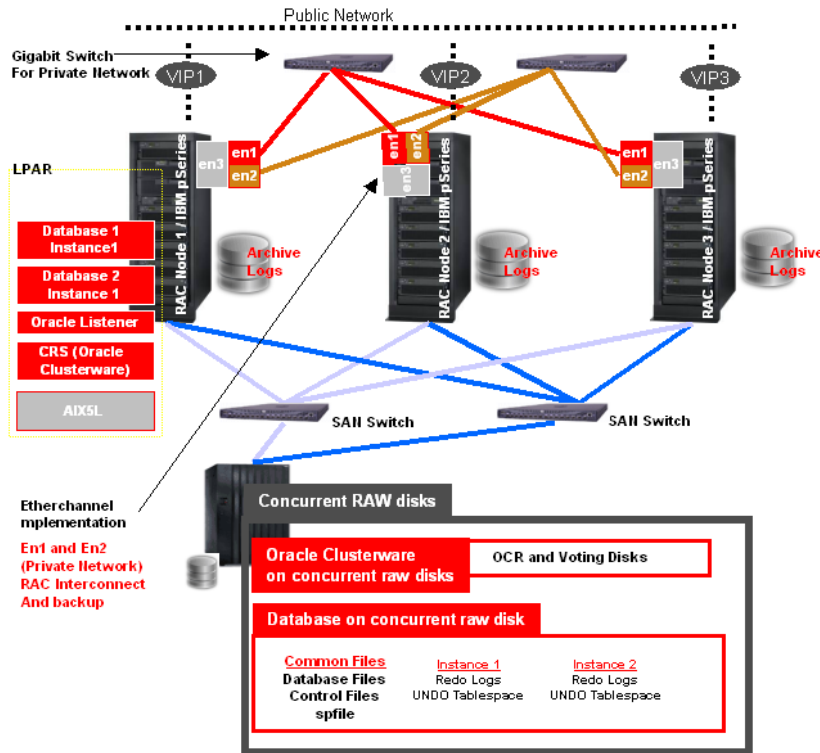 Public Network
Gigabit Switch
For Private Network
VIP1
VIP2
VIP3
en1
en2
en3
en1
en2
en3
en1
en2
en3
LPAR
RAC Node 1 / IBM pSeries
RAC Node 2 / IBM pSeries
RAC Node 3 / IBM pSeries
Database 1
Instance1
Database 2
Instance 1
Oracle Listener
CRS (Oracle
Clusterware)
AIX5L
Archive
Logs
Archive
Logs
Archive
Logs
SAN Switch
SAN Switch
Etherchannel
mplementation
En1 and En2
(Private Network)
RAC Interconnect
And backup
Concurrent RAW disks
Oracle Clusterware
on concurrent raw disks
OCR and Voting Disks
Database on concurrent raw disk
Common Files
Database Files
Control Files
spfile
Instance 1
Redo Logs
UNDO Tablespace
Instance 2
Redo Logs
UNDO Tablespace